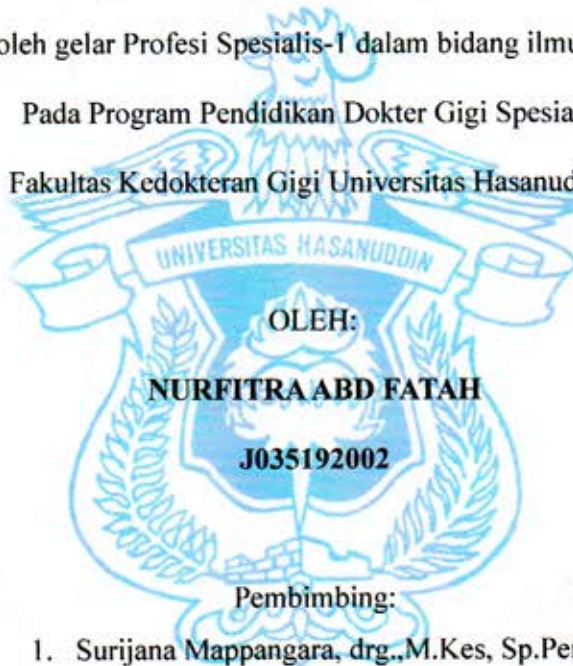 oleh gelar Profesi Spesialis-1 dalam bidang ilmu
Pada Program Pendidikan Dokter Gigi Spesia
Fakultas Kedokteran Gigi Universitas Hasanud
UNIVERSITAS HASANUDDIN
OLEH:
NURFITRA ABD FATAH
J035192002
Pembimbing:
1. Surijana Mappangara, drg.,M.Kes, Sp.Per